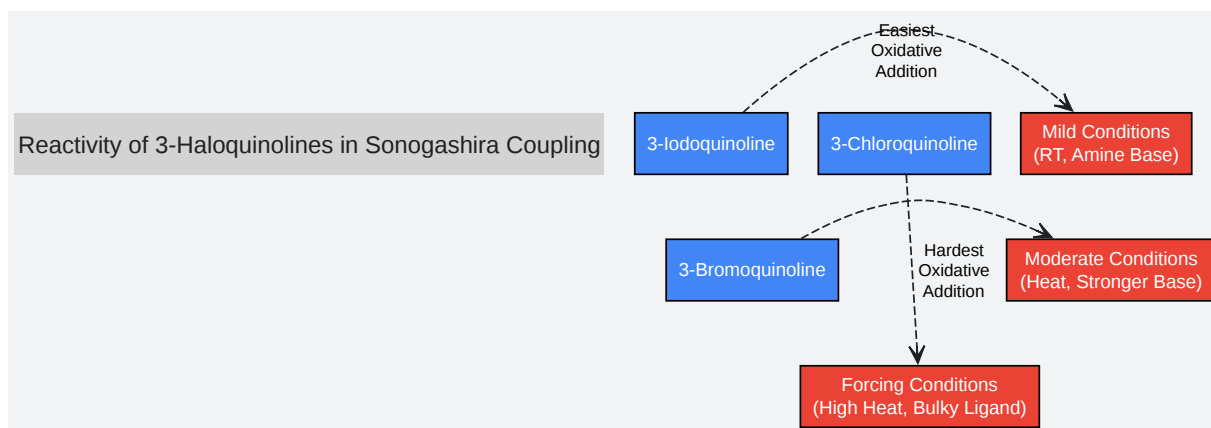 Easiest
Oxidative
Addition
Reactivity of 3-Haloquinolines in Sonogashira Coupling
3-Iodoquinoline
3-Chloroquinoline
Mild Conditions
(RT, Amine Base)
3-Bromoquinoline
Hardest
Oxidative
Addition
Moderate Conditions
(Heat, Stronger Base)
Forcing Conditions
(High Heat, Bulky Ligand)